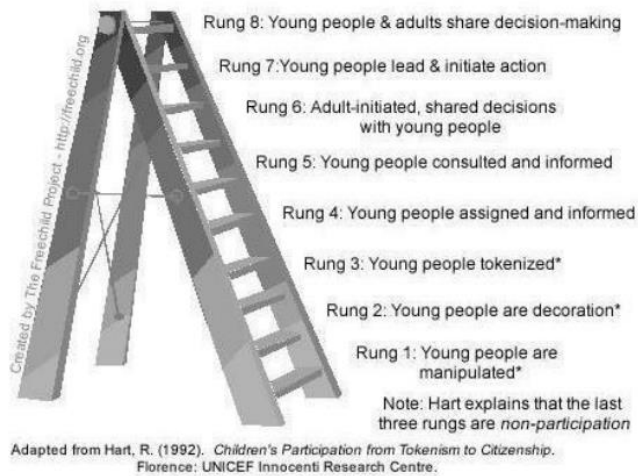 Rung 8: Young people & adults share decision-making
Rung 7:Young people lead & initiate action
Rung 6: Adult-initiated, shared decisions
with young people
Rung 5: Young people consulted and informed
Rung 4: Young people assigned and informed
Rung 3: Young people tokenized*
Rung 2: Young people are decoration*
Rung 1: Young people are
manipulated*
Note: Hart explains that the last
three rungs are non-participation
Created by The Freechild Project - http://freechild.org
Adapted from Hart, R. (1992). Children's Participation from Tokenism to Citizenship.
Florence: UNICEF Innocenti Research Centre.